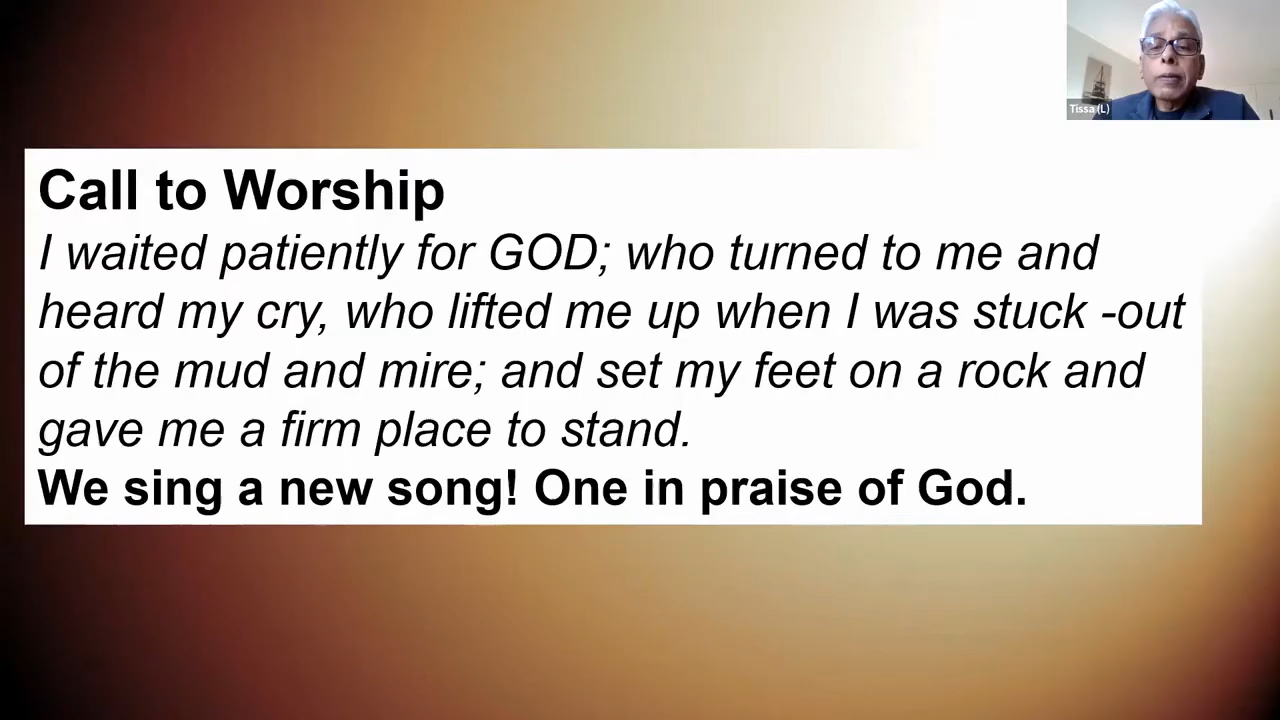 Tissa (L)
Call to Worship
I waited patiently for GOD; who turned to me and
heard my cry, who lifted me up when I was stuck -out
of the mud and mire; and set my feet on a rock and
gave me a firm place to stand.
We sing a new song! One in praise of God.